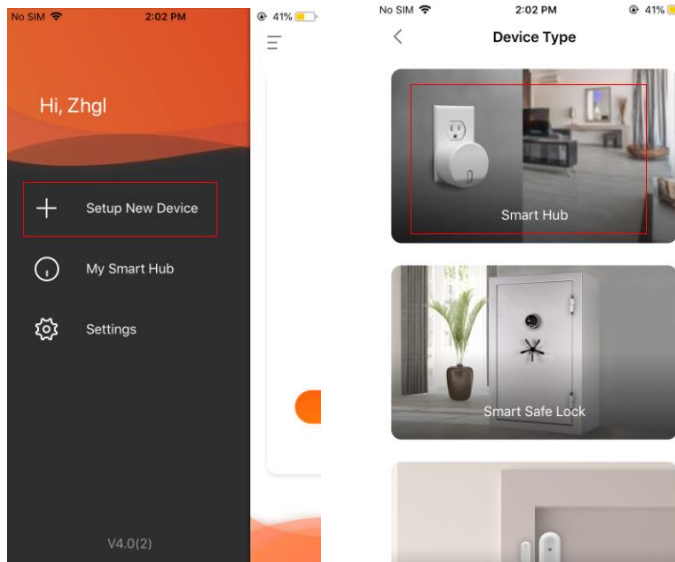 No SIM 2:02 PM 41%
Hi, Zhgl
Setup New Device
My Smart Hub
Settings
V4.0(2)
No SIM 2:02 PM 41%
Device Type
Smart Hub
Smart Safe Lock